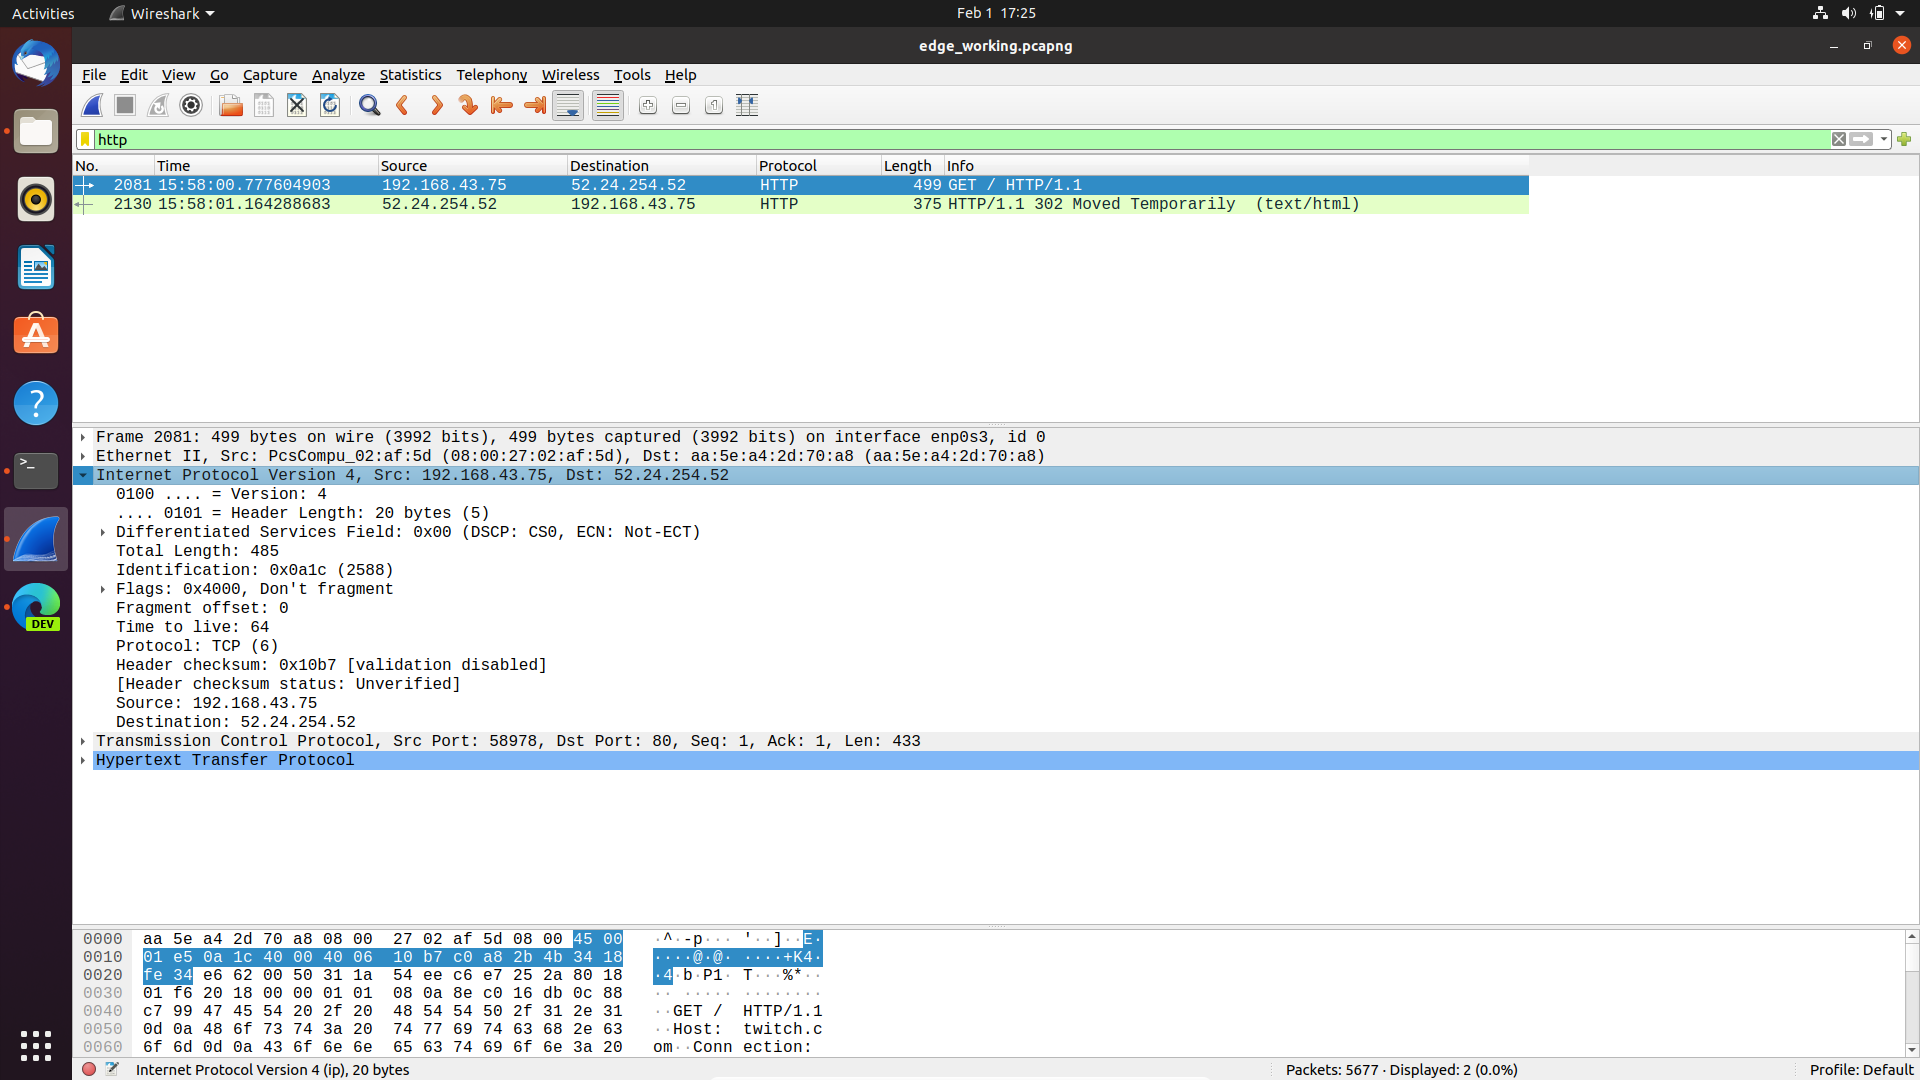 Activities Wireshark Feb 1 17:25
edge_working.pcapng
File Edit View Go Capture Analyze Statistics Telephony Wireless Tools Help
http
No. Time Source Destination Protocol Length Info
2081 15:58:00.777604903 192.168.43.75 52.24.254.52 HTTP 499 GET / HTTP/1.1
2130 15:58:01.164288683 52.24.254.52 192.168.43.75 HTTP 375 HTTP/1.1 302 Moved Temporarily (text/html)
Frame 2081: 499 bytes on wire (3992 bits), 499 bytes captured (3992 bits) on interface enp0s3, id 0
Ethernet II, Src: PcsCompu_02:af:5d (08:00:27:02:af:5d), Dst: aa:5e:a4:2d:70:a8 (aa:5e:a4:2d:70:a8)
Internet Protocol Version 4, Src: 192.168.43.75, Dst: 52.24.254.52
0100 .... = Version: 4
.... 0101 = Header Length: 20 bytes (5)
Differentiated Services Field: 0x00 (DSCP: CS0, ECN: Not-ECT)
Total Length: 485
Identification: 0x0a1c (2588)
Flags: 0x4000, Don't fragment
Fragment offset: 0
Time to live: 64
Protocol: TCP (6)
Header checksum: 0x10b7 [validation disabled]
[Header checksum status: Unverified]
Source: 192.168.43.75
Destination: 52.24.254.52
Transmission Control Protocol, Src Port: 58978, Dst Port: 80, Seq: 1, Ack: 1, Len: 433
Hypertext Transfer Protocol
DEV
0000 aa 5e a4 2d 70 a8 08 00 27 02 af 5d 08 00 45 00 ·^·-p··· '··]··E·
0010 01 e5 0a 1c 40 00 40 06 10 b7 c0 a8 2b 4b 34 18 ····@·@· ····+K4·
0020 fe 34 e6 62 00 50 31 1a 54 ee c6 e7 25 2a 80 18 ·4·b·P1· T···%*··
0030 01 f6 20 18 00 00 01 01 08 0a 8e c0 16 db 0c 88 ·· ····· ········
0040 c7 99 47 45 54 20 2f 20 48 54 54 50 2f 31 2e 31 ··GET / HTTP/1.1
0050 0d 0a 48 6f 73 74 3a 20 74 77 69 74 63 68 2e 63 ··Host: twitch.c
0060 6f 6d 0d 0a 43 6f 6e 6e 65 63 74 69 6f 6e 3a 20 om··Conn ection:
Internet Protocol Version 4 (ip), 20 bytes Packets: 5677 · Displayed: 2 (0.0%) Profile: Default